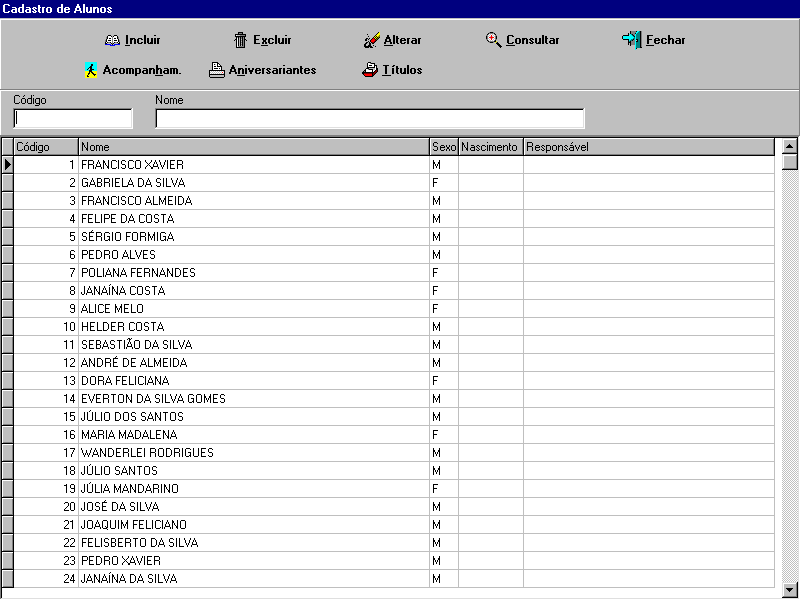 Cadastro de Alunos
Incluir Excluir Alterar Consultar Fechar
Acompanham. Aniversariantes Títulos
Código Nome
Código Nome Sexo Nascimento Responsável
1 FRANCISCO XAVIER M
2 GABRIELA DA SILVA F
3 FRANCISCO ALMEIDA M
4 FELIPE DA COSTA M
5 SÉRGIO FORMIGA M
6 PEDRO ALVES M
7 POLIANA FERNANDES F
8 JANAÍNA COSTA F
9 ALICE MELO F
10 HELDER COSTA M
11 SEBASTIÃO DA SILVA M
12 ANDRÉ DE ALMEIDA M
13 DORA FELICIANA F
14 EVERTON DA SILVA GOMES M
15 JÚLIO DOS SANTOS M
16 MARIA MADALENA F
17 WANDERLEI RODRIGUES M
18 JÚLIO SANTOS M
19 JÚLIA MANDARINO F
20 JOSÉ DA SILVA M
21 JOAQUIM FELICIANO M
22 FELISBERTO DA SILVA M
23 PEDRO XAVIER M
24 JANAÍNA DA SILVA M